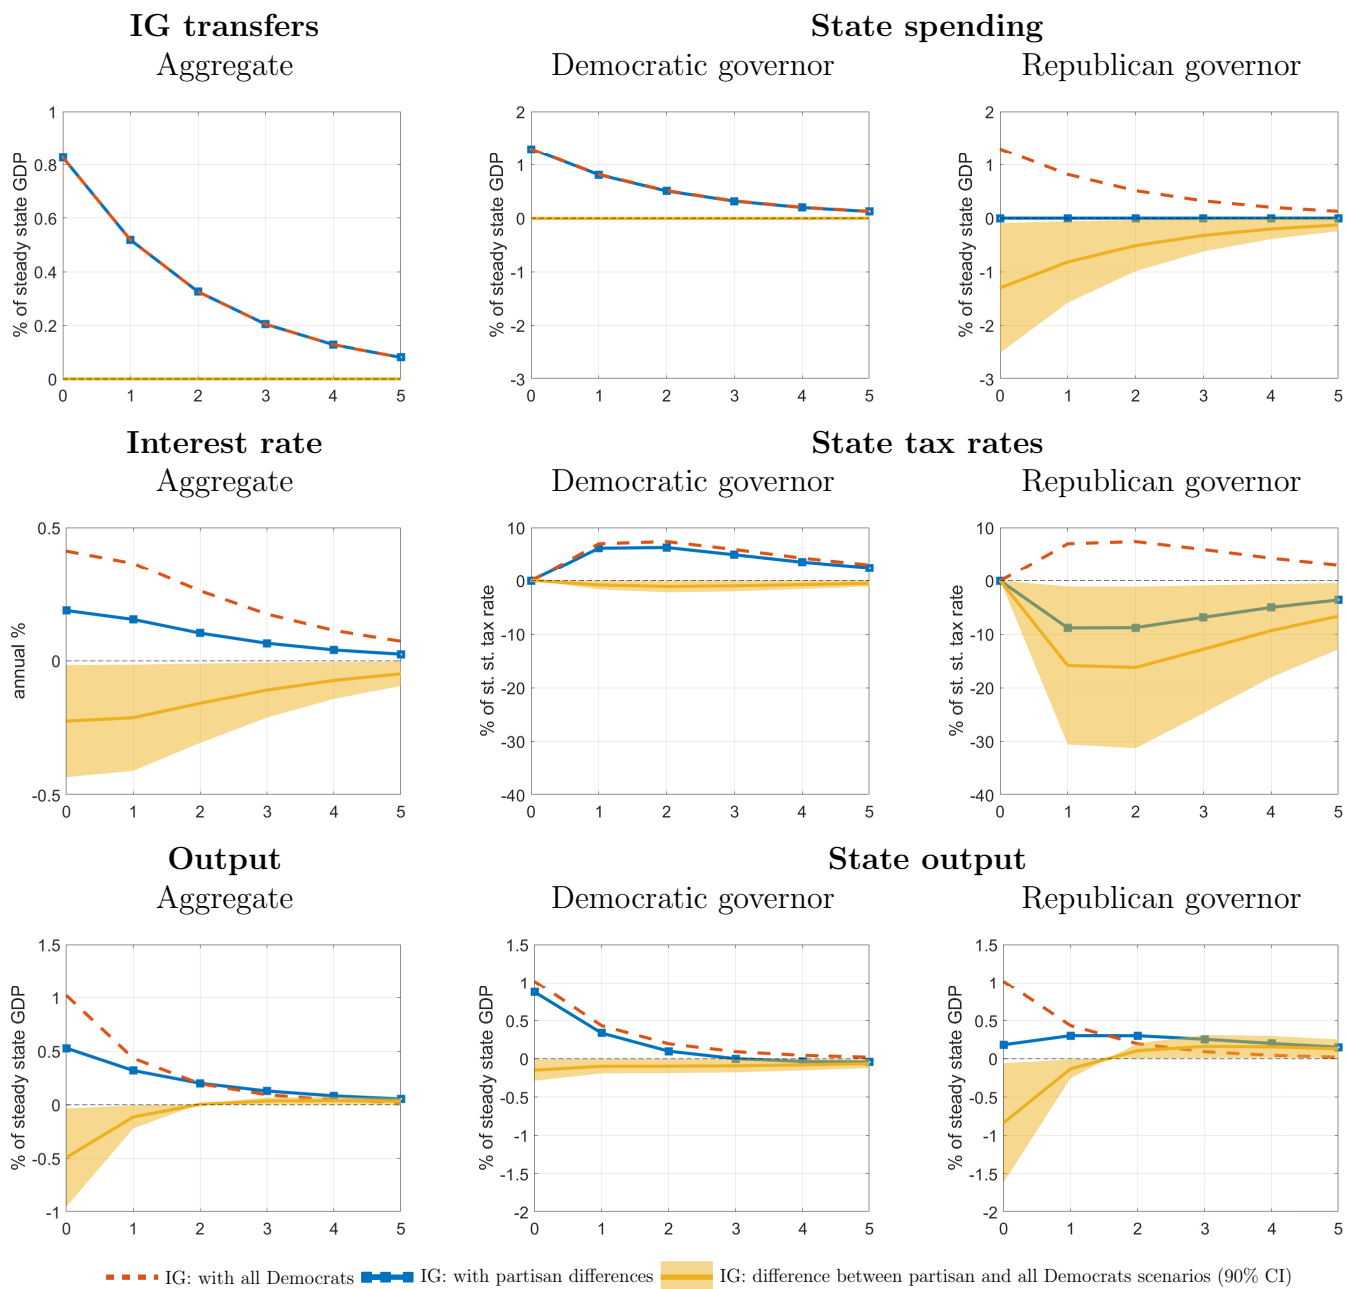 IG transfers
State spending
Aggregate
Democratic governor
Republican governor
% of steady state GDP
1
0.8
0.6
0.4
0.2
0
0 1 2 3 4 5
% of steady state GDP
2
1
0
-1
-2
-3
0 1 2 3 4 5
% of steady state GDP
2
1
0
-1
-2
-3
0 1 2 3 4 5
Interest rate
State tax rates
Aggregate
Democratic governor
Republican governor
annual %
0.5
0
-0.5
0 1 2 3 4 5
% of st. st. tax rate
10
0
-10
-20
-30
-40
0 1 2 3 4 5
% of st. st. tax rate
10
0
-10
-20
-30
-40
0 1 2 3 4 5
Output
State output
Aggregate
Democratic governor
Republican governor
% of steady state GDP
1.5
1
0.5
0
-0.5
-1
0 1 2 3 4 5
% of steady state GDP
1.5
1
0.5
0
-0.5
-1
-1.5
-2
0 1 2 3 4 5
% of steady state GDP
1.5
1
0.5
0
-0.5
-1
-1.5
-2
0 1 2 3 4 5
IG: with all Democrats IG: with partisan differences IG: difference between partisan and all Democrats scenarios (90% CI)